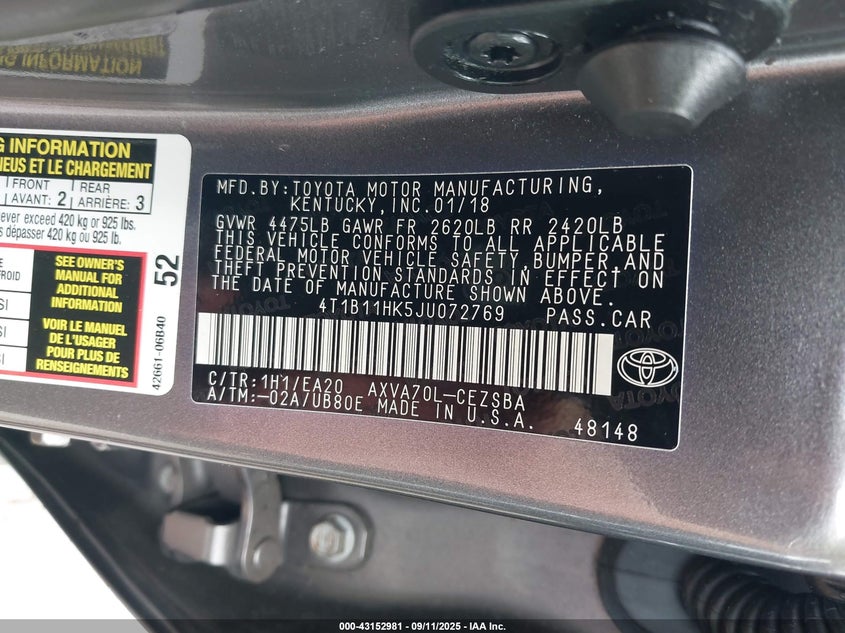 G INFORMATION
NEUS ET LE CHARGEMENT
FRONT REAR
AVANT: 2 ARRIÈRE: 3
exceed 420 kg or 925 lbs.
dépasser 420 kg ou 925 lb.
SEE OWNER'S
MANUAL FOR
ADDITIONAL
INFORMATION
VOIR LE MANUEL
DE L'USAGER
POUR PLUS DE
RENSEIGNEMENTS
52
42661-06B40
MFD.BY:TOYOTA MOTOR MANUFACTURING,
KENTUCKY, INC.01/18
GVWR 4475LB GAWR FR 2620LB RR 2420LB
THIS VEHICLE CONFORMS TO ALL APPLICABLE
FEDERAL MOTOR VEHICLE SAFETY, BUMPER, AND
THEFT PREVENTION STANDARDS IN EFFECT ON
THE DATE OF MANUFACTURE SHOWN ABOVE.
4T1B11HK5JU072769 PASS.CAR
C/TR:1H1/EA20 AXVA70L-CEZSBA
A/TM:-02A/UB80E MADE IN U.S.A.
48148
TOYOTA
000-43152981 - 09/11/2025 - IAA Inc.